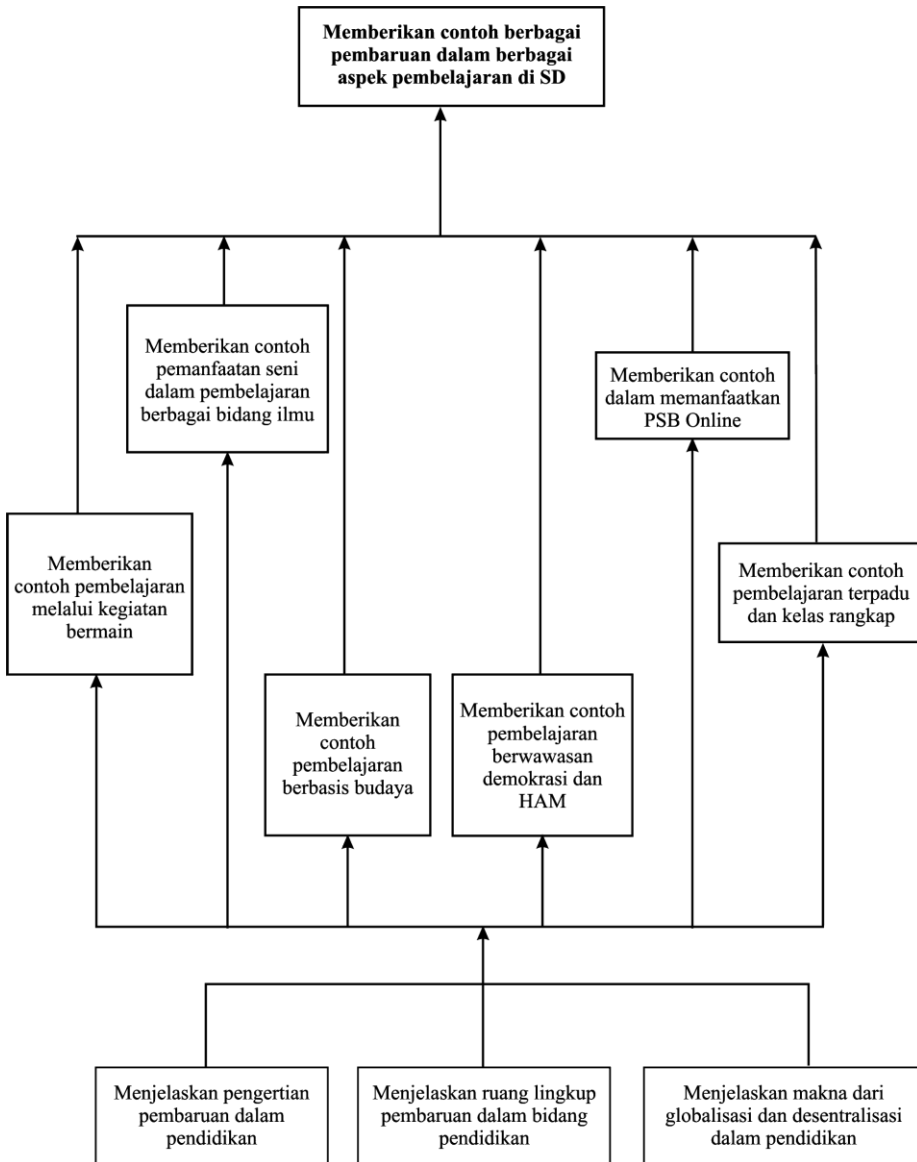 Memberikan contoh berbagai
pembaruan dalam berbagai
aspek pembelajaran di SD
Memberikan contoh
pemanfaatan seni
dalam pembelajaran
berbagai bidang ilmu
Memberikan contoh
dalam memanfaatkan
PSB Online
Memberikan
contoh pembelajaran
melalui kegiatan
bermain
Memberikan contoh
pembelajaran terpadu
dan kelas rangkap
Memberikan
contoh
pembelajaran
berbasis budaya
Memberikan contoh
pembelajaran
berwawasan
demokrasi dan
HAM
Menjelaskan pengertian
pembaruan dalam
pendidikan
Menjelaskan ruang lingkup
pembaruan dalam bidang
pendidikan
Menjelaskan makna dari
globalisasi dan desentralisasi
dalam pendidikan